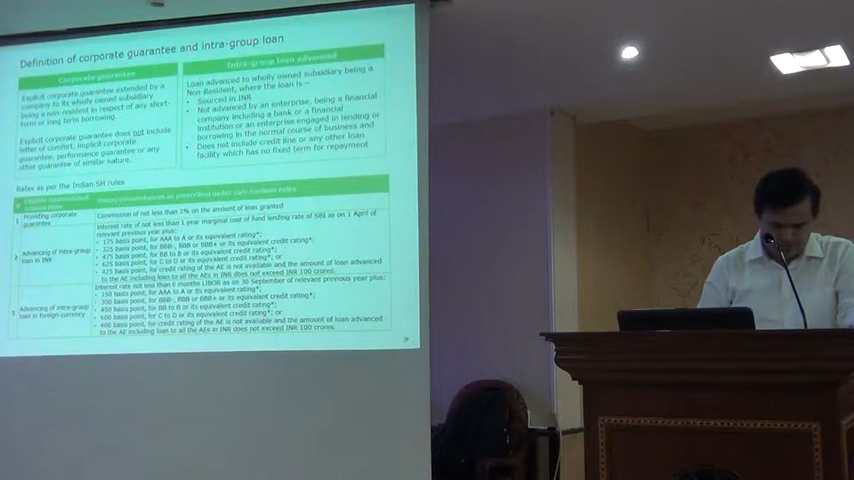 Definition of corporate guarantee and intra-group loan
Corporate guarantee
Explicit corporate guarantee extended by a
company to its wholly owned subsidiary
being a non-resident in respect of any short-
term or long term borrowing.
Explicit corporate guarantee does not include
letter of comfort, implicit corporate
guarantee, performance guarantee or any
other guarantee of similar nature.
Intra-group loan advanced
Loan advanced to wholly owned subsidiary being a
Non-Resident, where the loan is -
• Sourced in INR
• Not advanced by an enterprise, being a financial
company including a bank or a financial
institution or an enterprise engaged in lending or
borrowing in the normal course of business and
• Does not include credit line or any other loan
facility which has no fixed term for repayment
Rates as per the Indian SH rules
# Eligible international transactions
Rates/circumstances as prescribed under safe harbour rules
1 Providing corporate guarantee
Commission of not less than 1% on the amount of loan granted
2 Advancing of intra-group loan in INR
Interest rate of not less than 1 year marginal cost of fund lending rate of SBI as on 1 April of
relevant previous year plus:
• 175 basis point, for AAA to A or its equivalent rating*;
• 325 basis point, for BBB-, BBB or BBB+ or its equivalent credit rating*;
• 475 basis point, for BB to B or its equivalent credit rating*;
• 625 basis point, for C to D or its equivalent credit rating*; or
• 425 basis point, for credit rating of the AE is not available and the amount of loan advanced
to the AE including loan to all the AEs in INR does not exceed INR 100 crores.
3 Advancing of intra-group loan in foreign currency
Interest rate not less than 6 months LIBOR as on 30 September of relevant previous year plus:
• 150 basis point, for AAA to A or its equivalent rating*;
• 300 basis point, for BBB-, BBB or BBB+ or its equivalent credit rating*;
• 450 basis point, for BB to B or its equivalent credit rating*;
• 600 basis point, for C to D or its equivalent credit rating*; or
• 400 basis point, for credit rating of the AE is not available and the amount of loan advanced
to the AE including loan to all the AEs in INR does not exceed INR 100 crores.